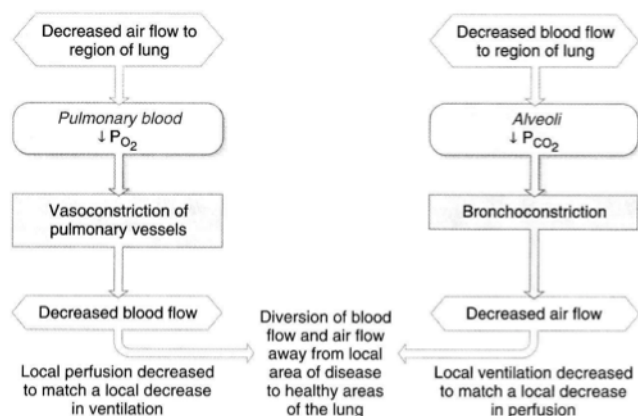 Decreased air flow to
region of lung
Pulmonary blood
↓ PO₂
Vasoconstriction of
pulmonary vessels
Decreased blood flow
Local perfusion decreased
to match a local decrease
in ventilation
Decreased blood flow
to region of lung
Alveoli
↓ PCO₂
Bronchoconstriction
Decreased air flow
Local ventilation decreased
to match a local decrease
in perfusion
Diversion of blood
flow and air flow
away from local
area of disease
to healthy areas
of the lung